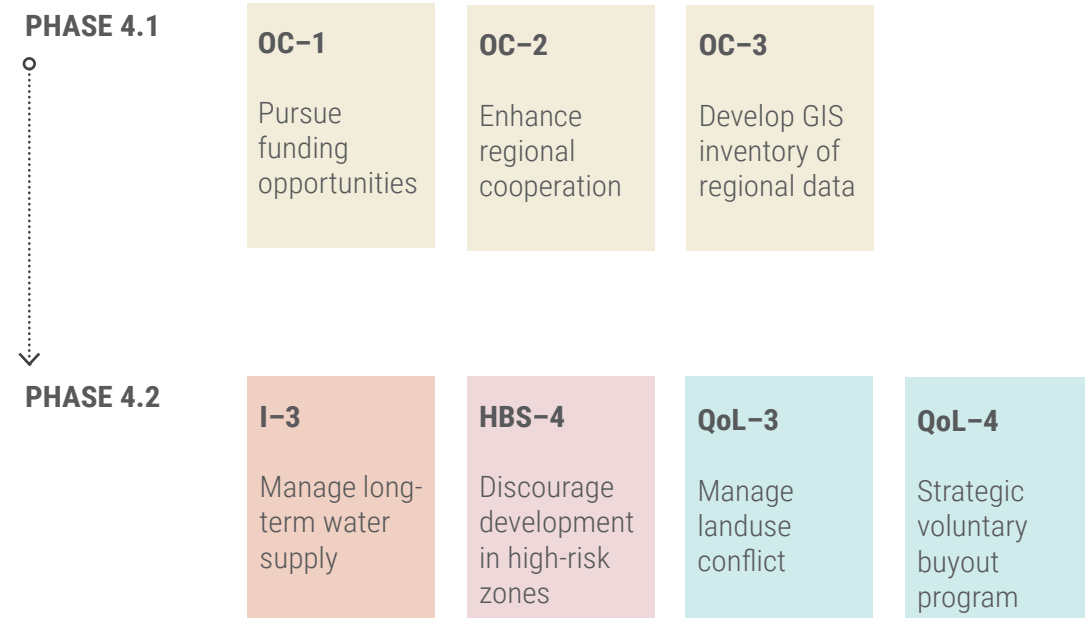 PHASE 4.1
OC–1
Pursue
funding
opportunities
OC–2
Enhance
regional
cooperation
OC–3
Develop GIS
inventory of
regional data
PHASE 4.2
I–3
Manage long-
term water
supply
HBS–4
Discourage
development
in high-risk
zones
QoL–3
Manage
landuse
conflict
QoL–4
Strategic
voluntary
buyout
program